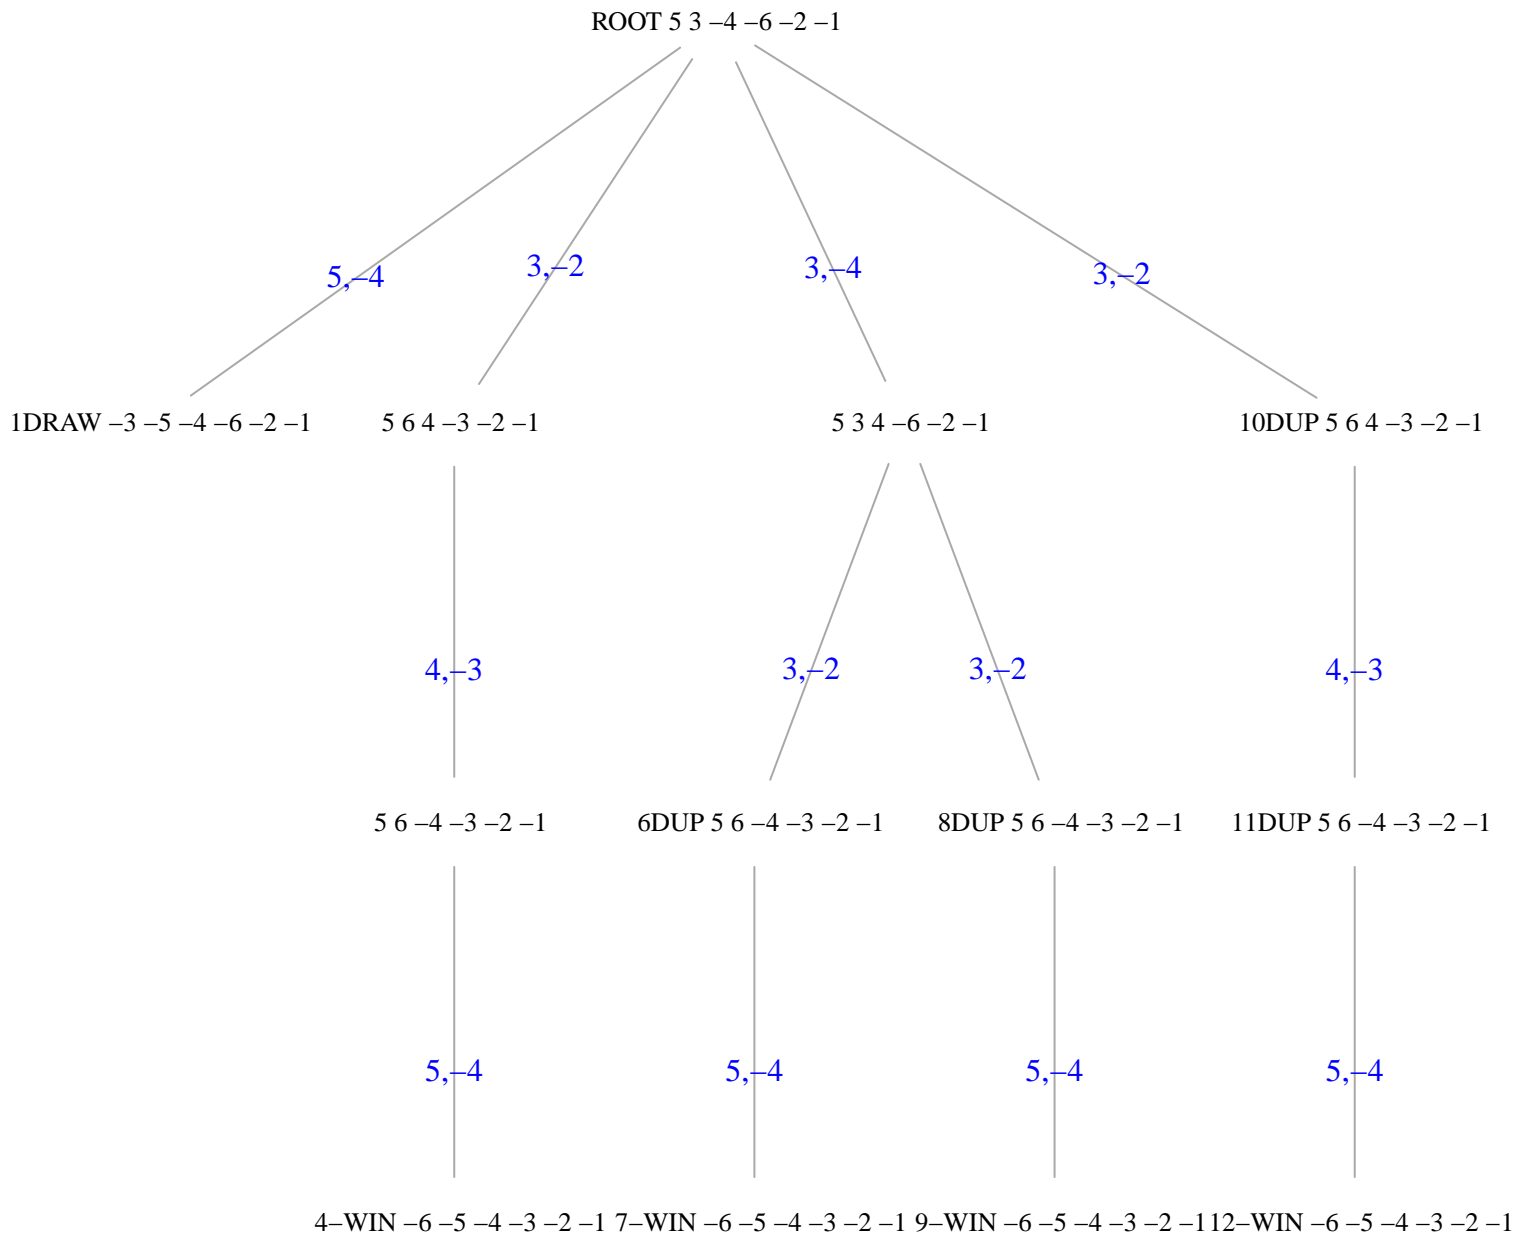 ROOT 5 3 –4 –6 –2 –1
5,–4
3,–2
3,–4
3,–2
1DRAW –3 –5 –4 –6 –2 –1
5 6 4 –3 –2 –1
5 3 4 –6 –2 –1
10DUP 5 6 4 –3 –2 –1
4,–3
3,–2
3,–2
4,–3
5 6 –4 –3 –2 –1
6DUP 5 6 –4 –3 –2 –1
8DUP 5 6 –4 –3 –2 –1
11DUP 5 6 –4 –3 –2 –1
5,–4
5,–4
5,–4
5,–4
4–WIN –6 –5 –4 –3 –2 –1
7–WIN –6 –5 –4 –3 –2 –1
9–WIN –6 –5 –4 –3 –2 –1
12–WIN –6 –5 –4 –3 –2 –1